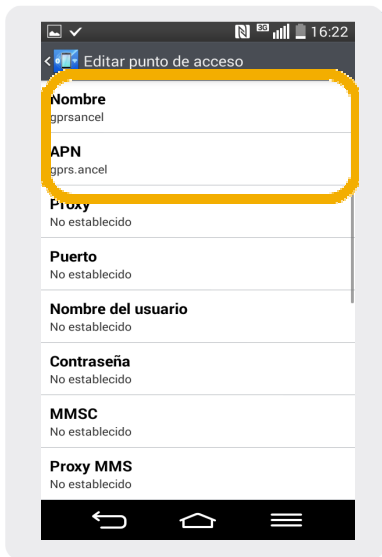 3G 16:22
Editar punto de acceso
Nombre
gprsancel
APN
gprs.ancel
Proxy
No establecido
Puerto
No establecido
Nombre del usuario
No establecido
Contraseña
No establecido
MMSC
No establecido
Proxy MMS
No establecido